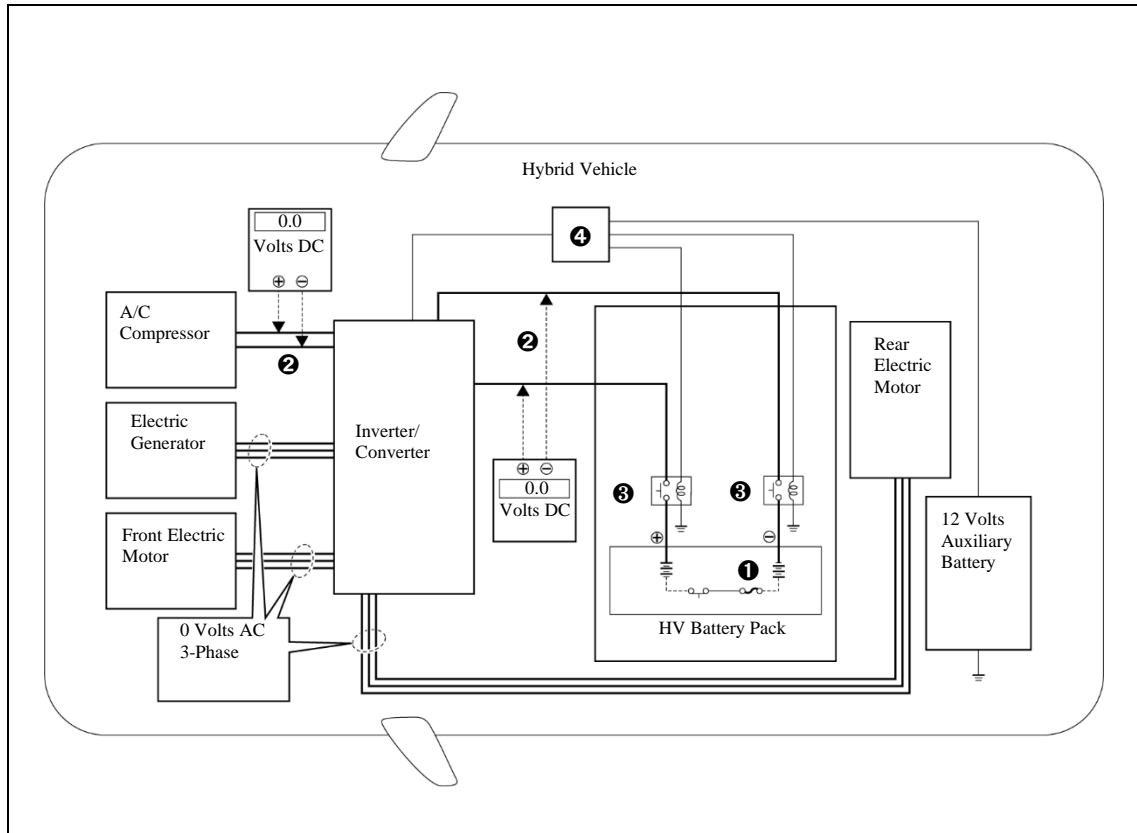 Hybrid Vehicle
0.0
Volts DC
⊕ ⊖
❹
A/C
Compressor
❷
❷
Rear
Electric
Motor
Electric
Generator
Inverter/
Converter
⊕ ⊖
0.0
Volts DC
❸
❸
Front Electric
Motor
12 Volts
Auxiliary
Battery
⊕
⊖
❶
HV Battery Pack
0 Volts AC
3-Phase